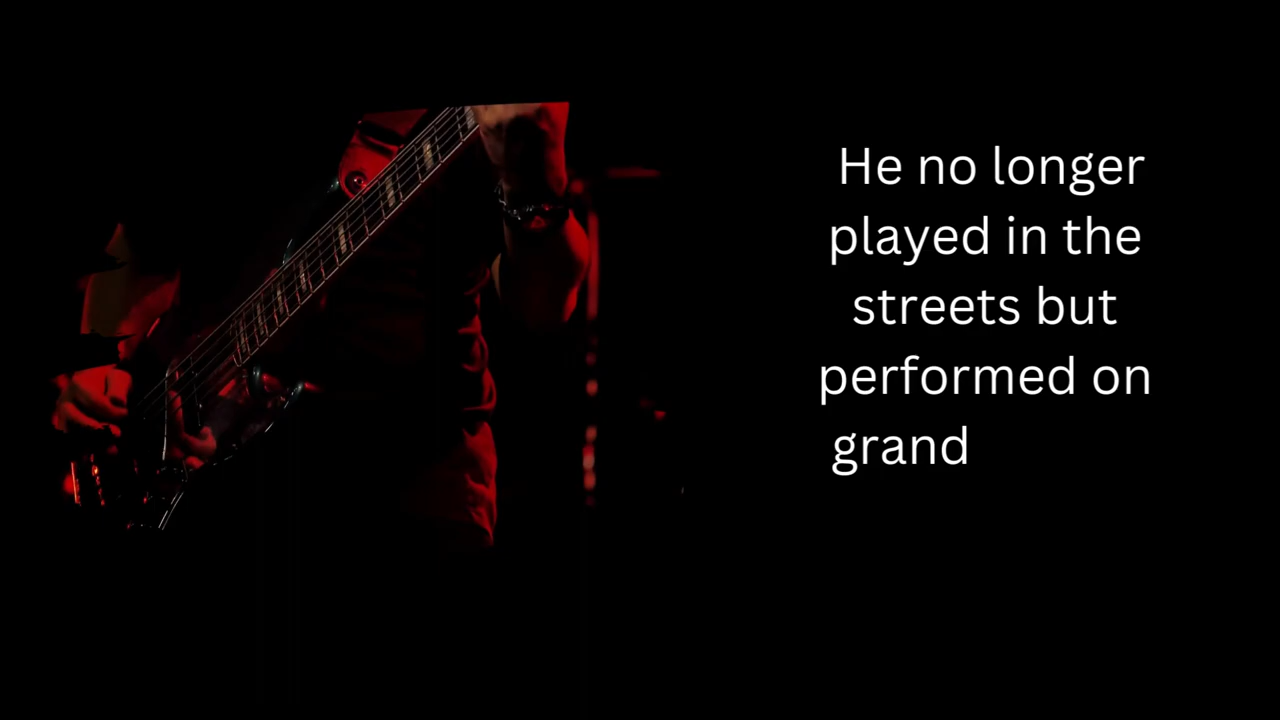 He no longer
played in the
streets but
performed on
grand